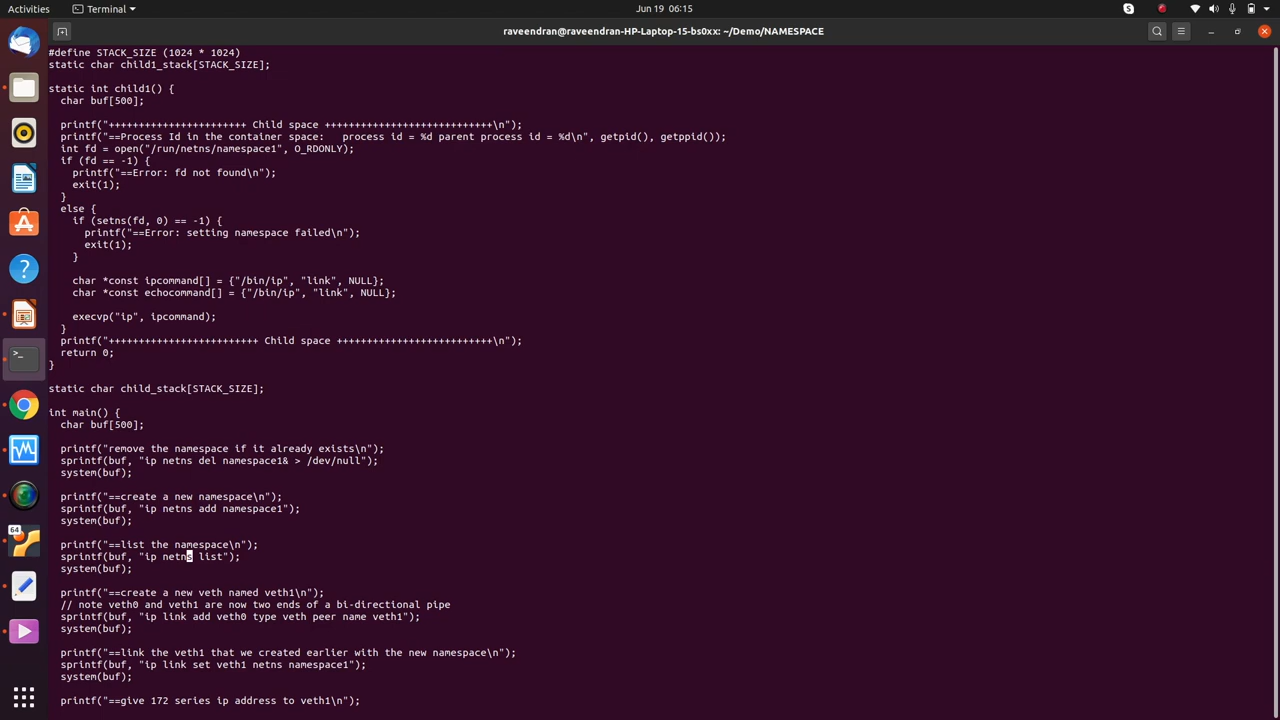 Activities
Terminal
Jun 19 06:15
raveendran@raveendran-HP-Laptop-15-bs0xx: ~/Demo/NAMESPACE
#define STACK_SIZE (1024 * 1024)
static char child1_stack[STACK_SIZE];
static int child1() {
char buf[500];
printf("+++++++++++++++++++++++ Child space ++++++++++++++++++++++++++++\n");
printf("==Process Id in the container space:   process id = %d parent process id = %d\n", getpid(), getppid());
int fd = open("/run/netns/namespace1", O_RDONLY);
if (fd == -1) {
printf("==Error: fd not found\n");
exit(1);
}
else {
if (setns(fd, 0) == -1) {
printf("==Error: setting namespace failed\n");
exit(1);
}
char *const ipcommand[] = {"/bin/ip", "link", NULL};
char *const echocommand[] = {"/bin/ip", "link", NULL};
execvp("ip", ipcommand);
}
printf("+++++++++++++++++++++++++ Child space ++++++++++++++++++++++++++\n");
return 0;
}
static char child_stack[STACK_SIZE];
int main() {
char buf[500];
printf("remove the namespace if it already exists\n");
sprintf(buf, "ip netns del namespace1& > /dev/null");
system(buf);
printf("==create a new namespace\n");
sprintf(buf, "ip netns add namespace1");
system(buf);
printf("==list the namespace\n");
sprintf(buf, "ip netns list");
system(buf);
printf("==create a new veth named veth1\n");
// note veth0 and veth1 are now two ends of a bi-directional pipe
sprintf(buf, "ip link add veth0 type veth peer name veth1");
system(buf);
printf("==link the veth1 that we created earlier with the new namespace\n");
sprintf(buf, "ip link set veth1 netns namespace1");
system(buf);
printf("==give 172 series ip address to veth1\n");
64